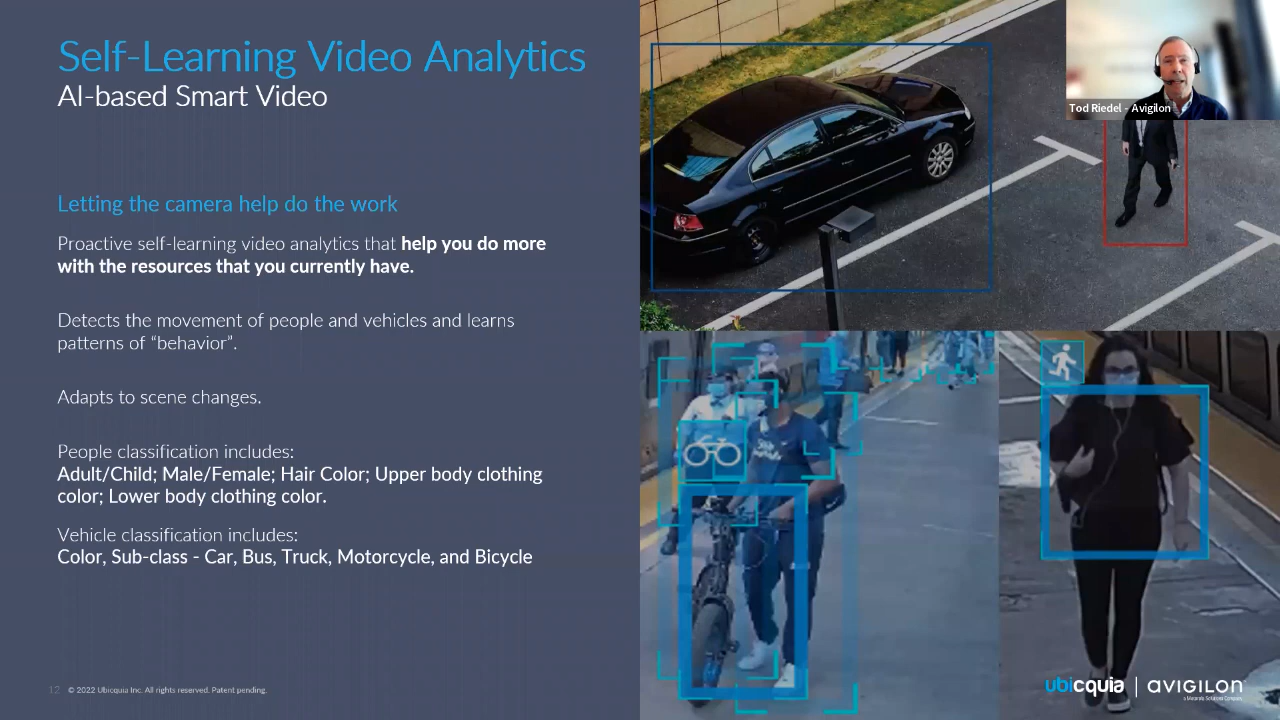 Self-Learning Video Analytics
AI-based Smart Video
Letting the camera help do the work
Proactive self-learning video analytics that help you do more
with the resources that you currently have.
Detects the movement of people and vehicles and learns
patterns of “behavior”.
Adapts to scene changes.
People classification includes:
Adult/Child; Male/Female; Hair Color; Upper body clothing
color; Lower body clothing color.
Vehicle classification includes:
Color, Sub-class - Car, Bus, Truck, Motorcycle, and Bicycle
12 © 2022 Ubicquia Inc. All rights reserved. Patent pending.
Tod Riedel - Avigilon
ubicquia | AVIGILON
a Motorola Solutions Company